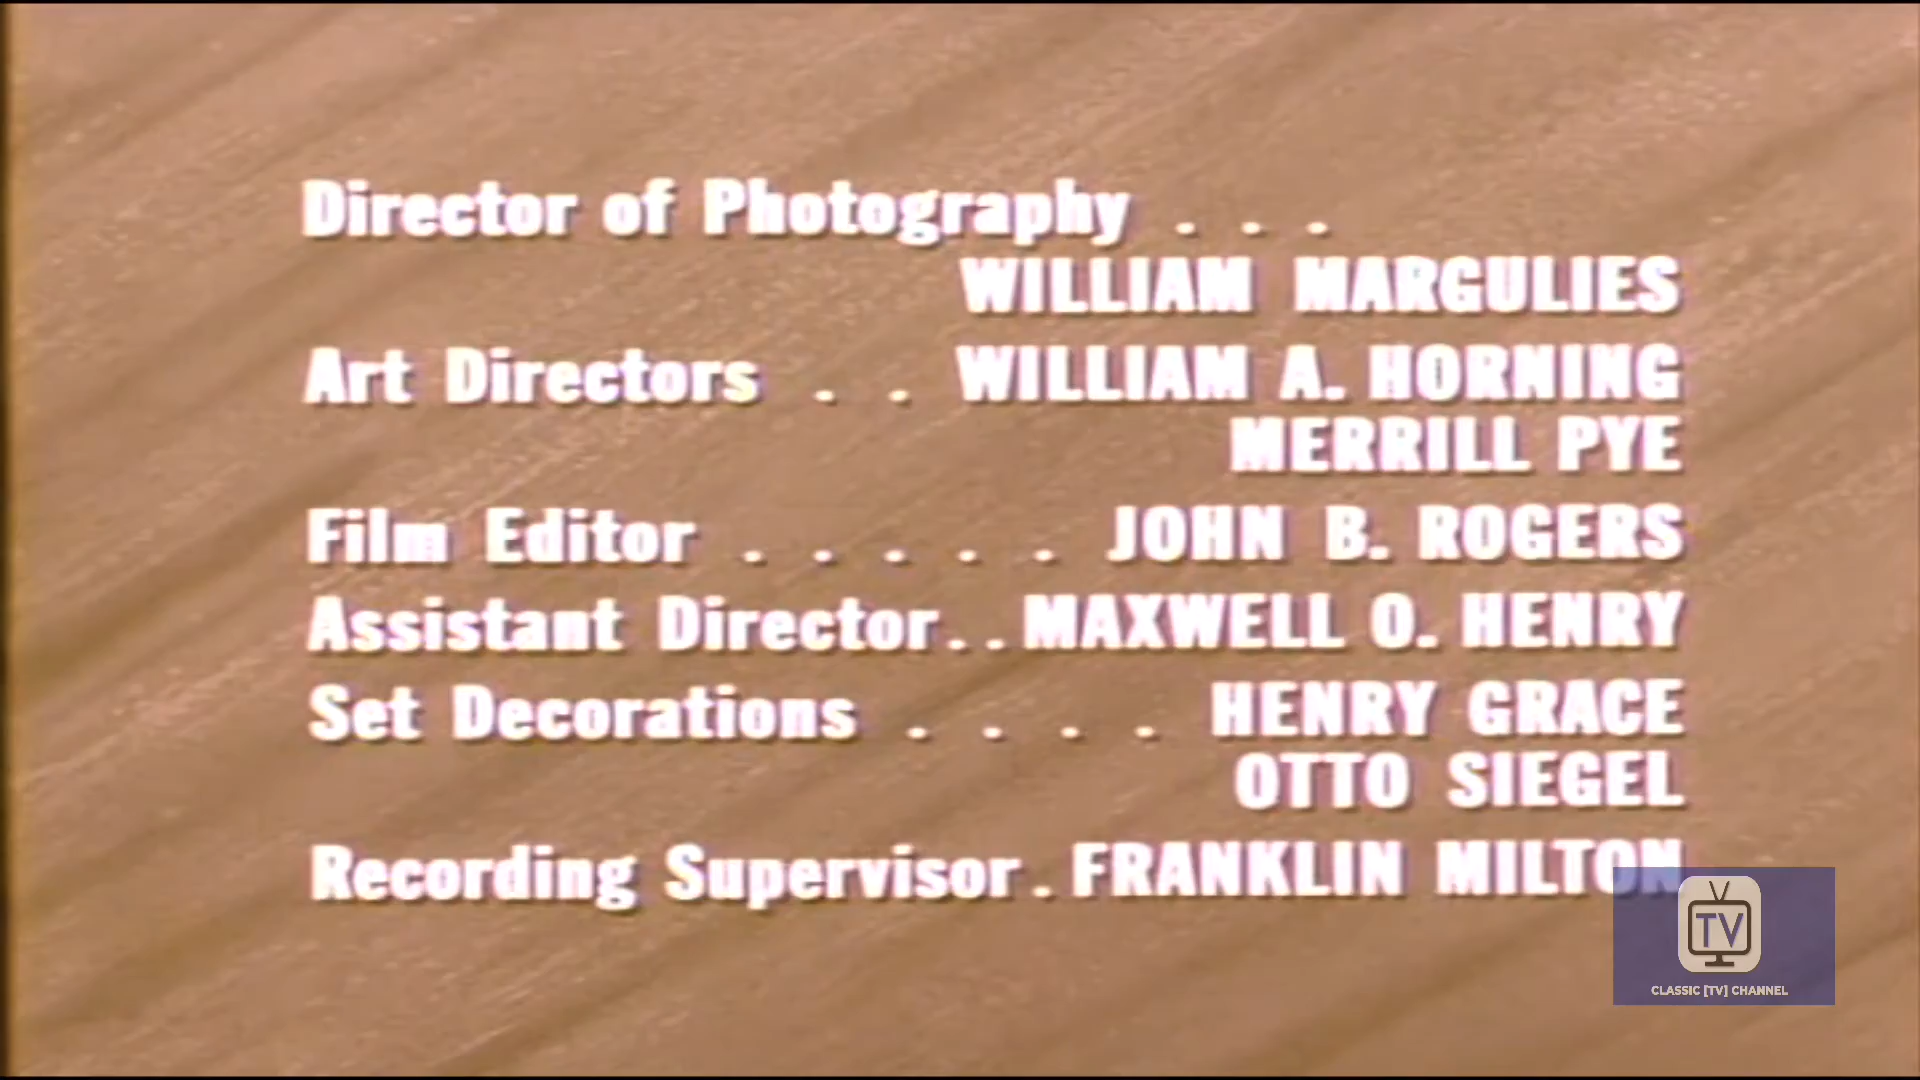 Director of Photography . . .
WILLIAM MARGULIES
Art Directors . . WILLIAM A. HORNING
MERRILL PYE
Film Editor . . . . . JOHN B. ROGERS
Assistant Director . . MAXWELL O. HENRY
Set Decorations . . . . HENRY GRACE
OTTO SIEGEL
Recording Supervisor . FRANKLIN MILTON
TV
CLASSIC [TV] CHANNEL